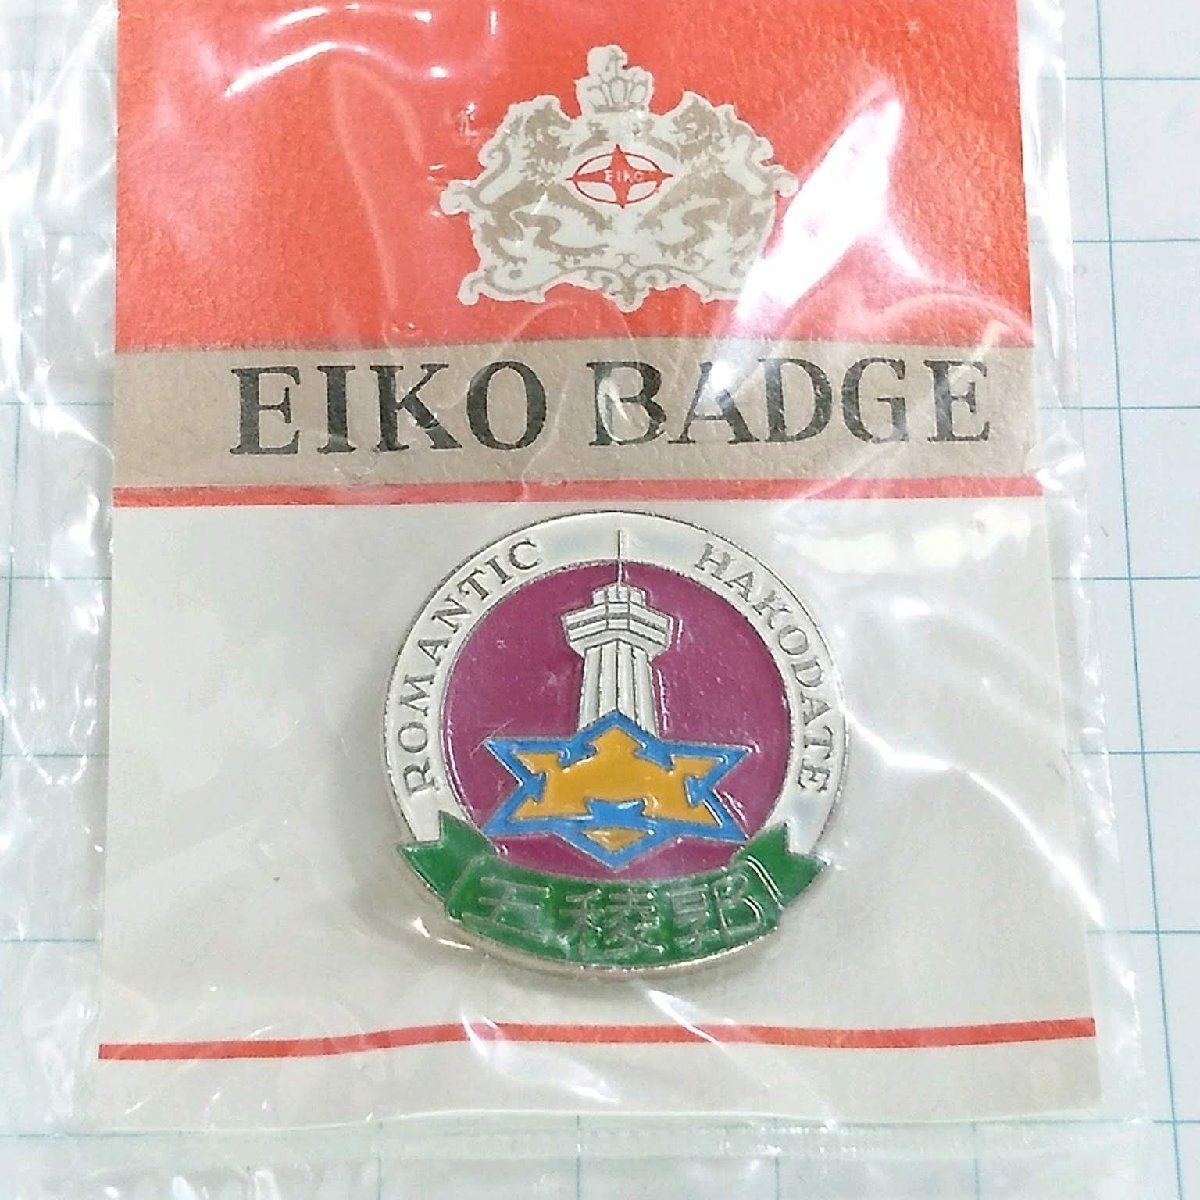 EIKO
EIKO BADGE
ROMANTIC HAKODATE
五稜郭